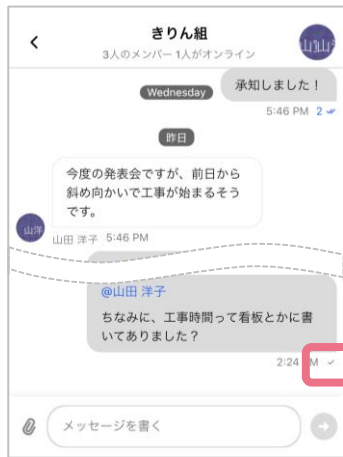 きりん組
3人のメンバー 1人がオンライン
承知しました！
Wednesday
5:46 PM 2
昨日
今度の発表会ですが、前日から
斜め向かいで工事が始まるそう
です。
山洋
山田 洋子 5:46 PM
@山田 洋子
ちなみに、工事時間って看板とかに書
いてありました？
2:24 PM
メッセージを書く